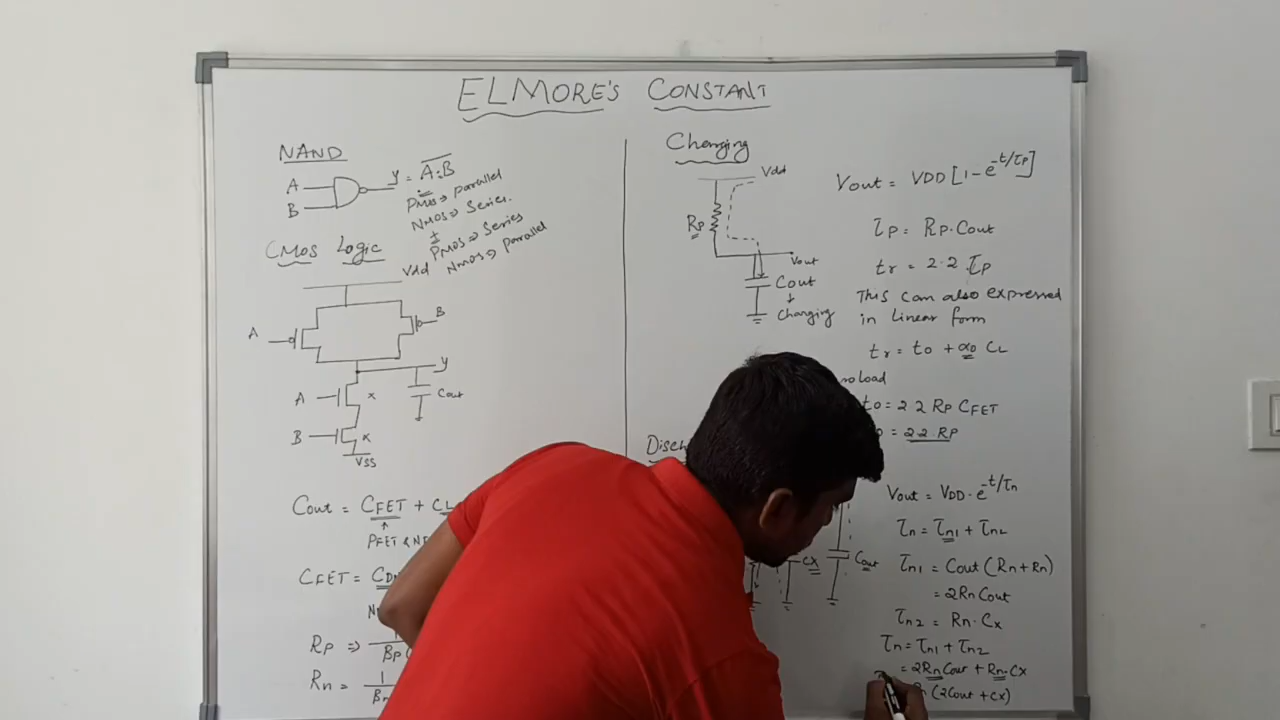 ELMORE'S CONSTANT
NAND
A
B
y = A.B
PMOS => Parallel
NMOS => Series.
+
PMOS => Series
NMOS => Parallel
CMOS Logic
Vdd
A
B
y
A
x
Cout
B
x
VSS
Cout = CFET + CL
PFET &
CFET =
Rp => 1
βp
Rn = 1
Charging
Vdd
Rp
Vout
Cout
Charging
Vout = VDD [1 - e^-t/τp]
τp = Rp. Cout
tr = 2.2 τp
This can also expressed
in linear form
tr = to + αo CL
no load
to = 2 2 Rp CFET
= 2 2 Rp
Cx
Cout
Vout = VDD . e^-t/τn
τn = τn1 + τn2
τn1 = Cout (Rn + Rn)
= 2Rn Cout
τn2 = Rn . Cx
τn = τn1 + τn2
= 2Rn Cout + Rn. Cx
(2Cout + Cx)